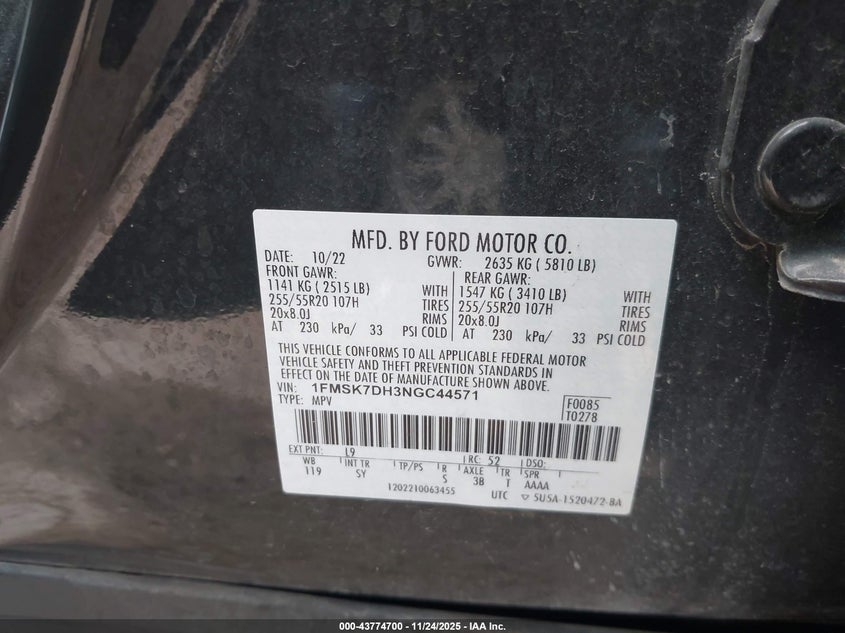 MFD. BY FORD MOTOR CO.
DATE: 10/22 GVWR: 2635 KG ( 5810 LB)
FRONT GAWR: REAR GAWR:
1141 KG ( 2515 LB) WITH 1547 KG ( 3410 LB) WITH
255/55R20 107H TIRES 255/55R20 107H TIRES
20x8.0J RIMS 20x8.0J RIMS
AT 230 kPa/ 33 PSI COLD AT 230 kPa/ 33 PSI COLD
THIS VEHICLE CONFORMS TO ALL APPLICABLE FEDERAL MOTOR
VEHICLE SAFETY AND THEFT PREVENTION STANDARDS IN
EFFECT ON THE DATE OF MANUFACTURE SHOWN ABOVE.
VIN: 1FMSK7DH3NGC44571
TYPE: MPV
F0085
T0278
EXT PNT: L9 RC: 52 DSO:
WB INT TR TP/PS R AXLE TR SPR
119 SY S 3B T AAAA
1202210063455 UTC ▽ 5U5A-1520472-BA
000-43774700 - 11/24/2025 - IAA Inc.